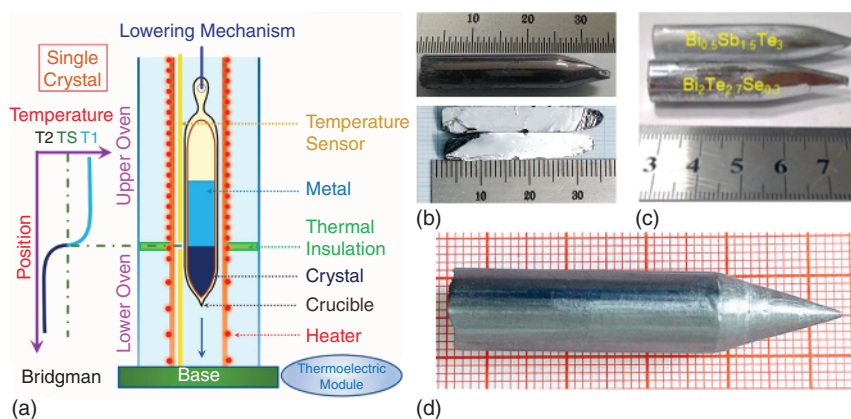 Lowering Mechanism
Single
Crystal
Temperature
T2 TS T1
Position
Upper Oven
Lower Oven
Temperature
Sensor
Metal
Thermal
Insulation
Crystal
Crucible
Heater
Bridgman
Base
Thermoelectric
Module
(a)
10 20 30
10 20 30
(b)
Bi₀.₅Sb₁.₅Te₃
Bi₂Te₂.₇Se₀.₃
3 4 5 6 7
(c)
(d)